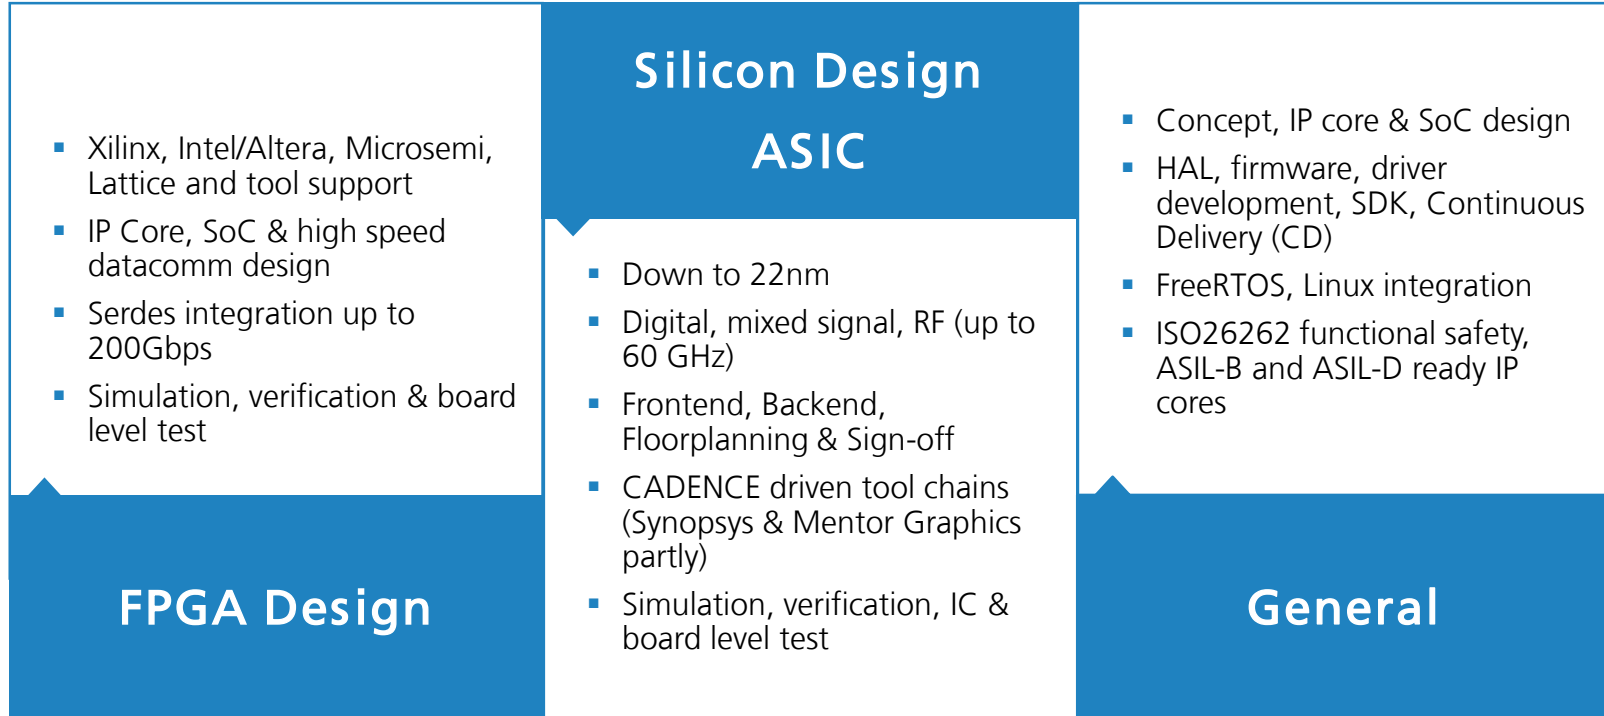 ▪ Xilinx, Intel/Altera, Microsemi,
Lattice and tool support
▪ IP Core, SoC & high speed
datacomm design
▪ Serdes integration up to
200Gbps
▪ Simulation, verification & board
level test
FPGA Design
Silicon Design
ASIC
▪ Down to 22nm
▪ Digital, mixed signal, RF (up to
60 GHz)
▪ Frontend, Backend,
Floorplanning & Sign-off
▪ CADENCE driven tool chains
(Synopsys & Mentor Graphics
partly)
▪ Simulation, verification, IC &
board level test
▪ Concept, IP core & SoC design
▪ HAL, firmware, driver
development, SDK, Continuous
Delivery (CD)
▪ FreeRTOS, Linux integration
▪ ISO26262 functional safety,
ASIL-B and ASIL-D ready IP
cores
General